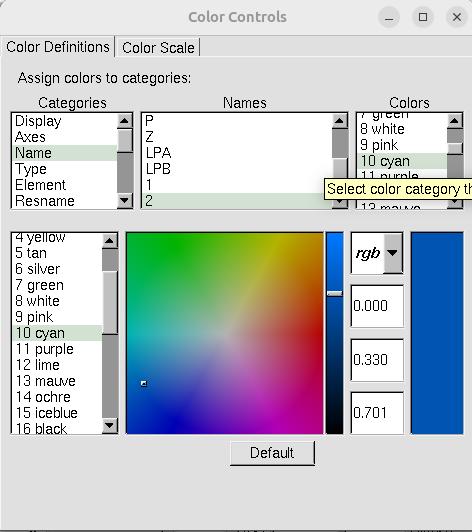 Color Controls
Color Definitions
Color Scale
Assign colors to categories:
Categories
Names
Colors
Display
Axes
Name
Type
Element
Resname
P
Z
LPA
LPB
1
2
7 green
8 white
9 pink
10 cyan
11 purple
13 mauve
Select color category th
4 yellow
5 tan
6 silver
7 green
8 white
9 pink
10 cyan
11 purple
12 lime
13 mauve
14 ochre
15 iceblue
16 black
rgb
0.000
0.330
0.701
Default